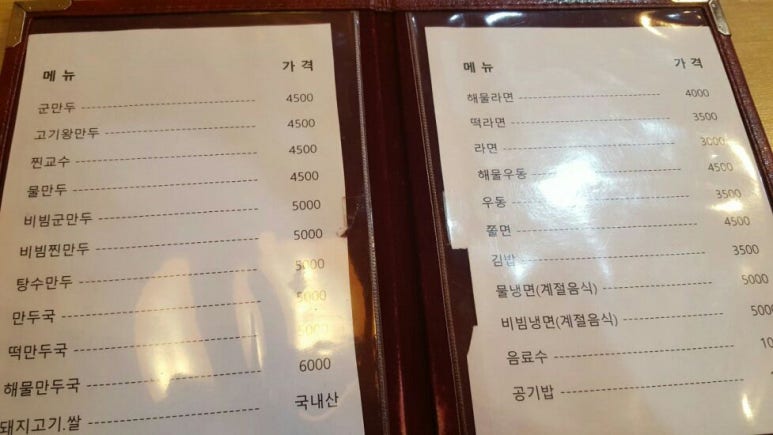 메 뉴 가 격
군만두 4500
고기왕만두 4500
찐교수 4500
물만두 4500
비빔군만두 5000
비빔찐만두 5000
탕수만두 5000
만두국 5000
떡만두국 5000
해물만두국 6000
돼지고기.쌀 국내산
메 뉴 가 격
해물라면 4000
떡라면 3500
라면 3000
해물우동 4500
우동 3500
쫄면 4500
김밥 3500
물냉면(계절음식) 5000
비빔냉면(계절음식)
음료수
공기밥